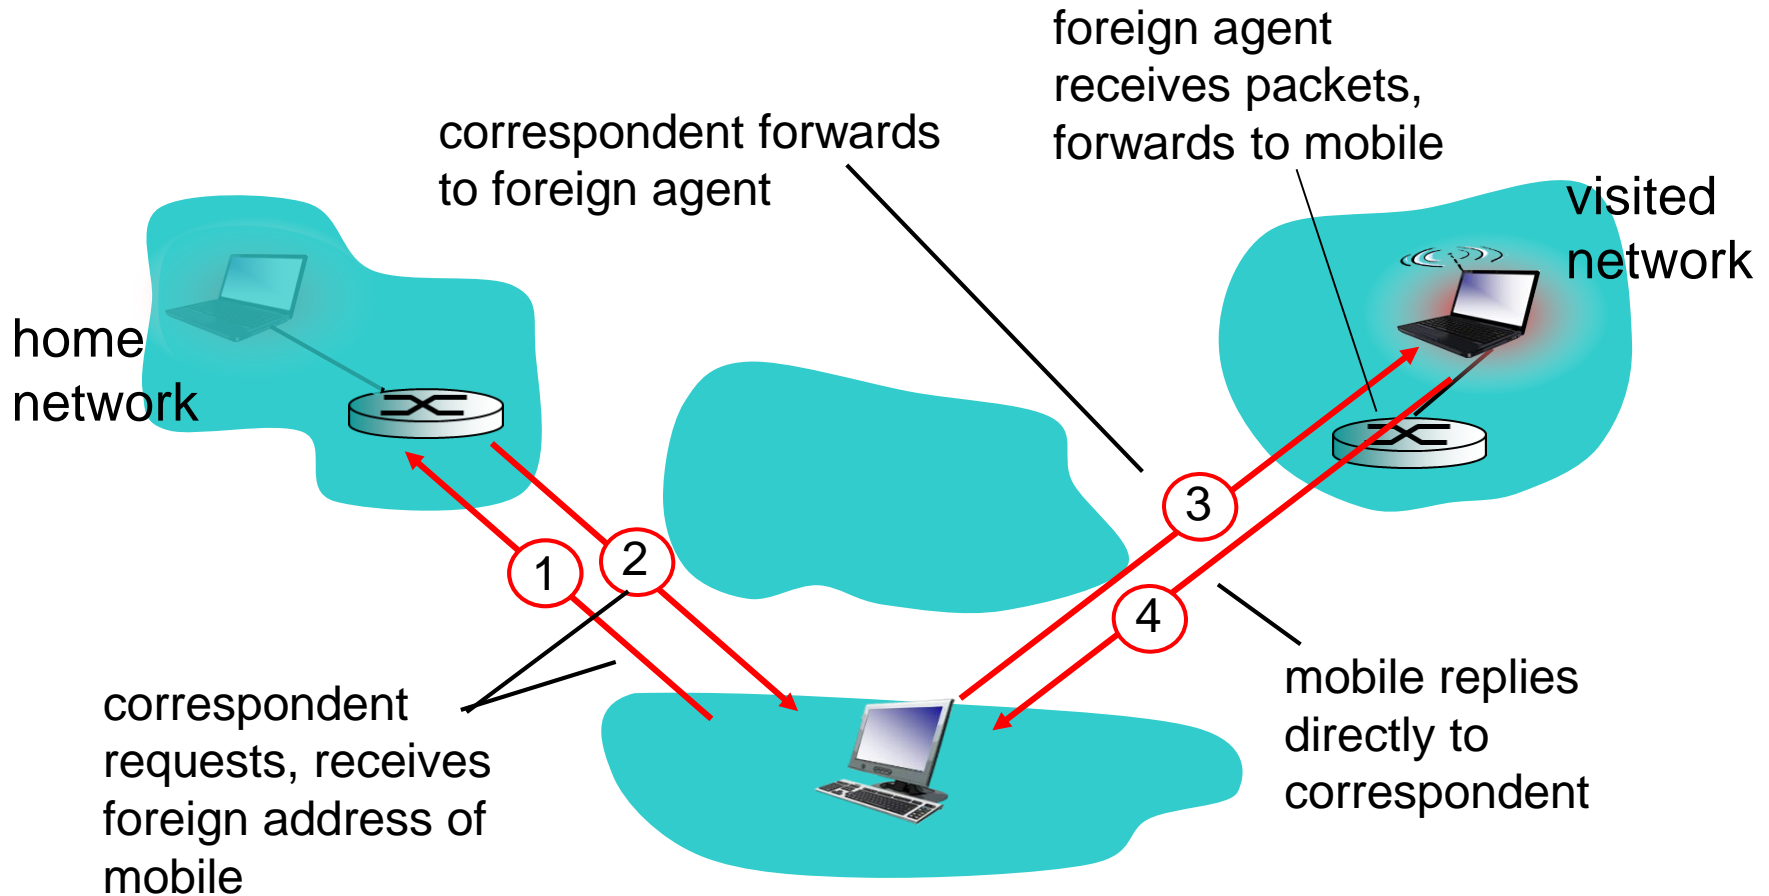 foreign agent
receives packets,
forwards to mobile
correspondent forwards
to foreign agent
visited
network
home
network
3
2
1
4
correspondent
requests, receives
foreign address of
mobile
mobile replies
directly to
correspondent